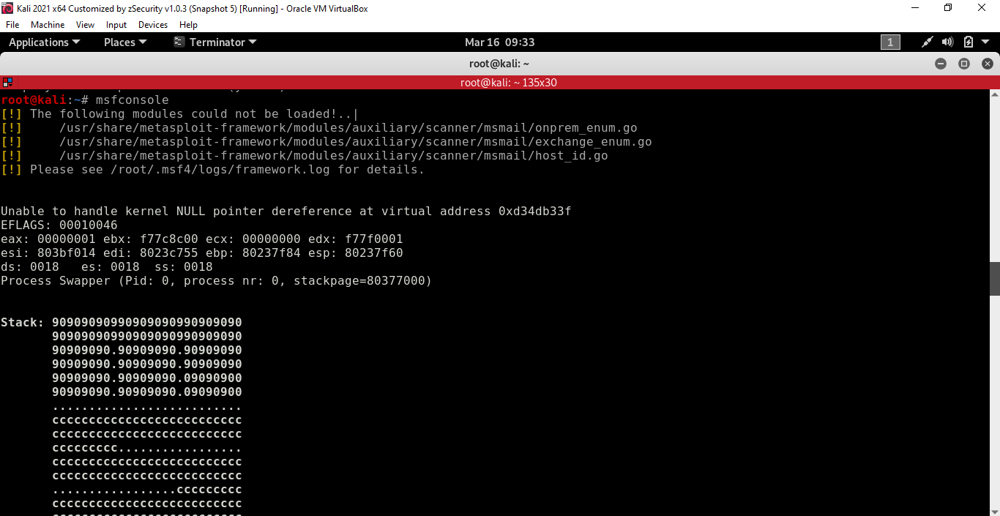 Kali 2021 x64 Customized by zSecurity v1.0.3 (Snapshot 5) [Running] - Oracle VM VirtualBox
File Machine View Input Devices Help
Applications Places Terminator Mar 16 09:33 1
root@kali: ~
root@kali: ~ 135x30
root@kali:~# msfconsole
[!] The following modules could not be loaded!..|
[!]     /usr/share/metasploit-framework/modules/auxiliary/scanner/msmail/onprem_enum.go
[!]     /usr/share/metasploit-framework/modules/auxiliary/scanner/msmail/exchange_enum.go
[!]     /usr/share/metasploit-framework/modules/auxiliary/scanner/msmail/host_id.go
[!] Please see /root/.msf4/logs/framework.log for details.
Unable to handle kernel NULL pointer dereference at virtual address 0xd34db33f
EFLAGS: 00010046
eax: 00000001 ebx: f77c8c00 ecx: 00000000 edx: f77f0001
esi: 803bf014 edi: 8023c755 ebp: 80237f84 esp: 80237f60
ds: 0018   es: 0018  ss: 0018
Process Swapper (Pid: 0, process nr: 0, stackpage=80377000)
Stack: 90909090990909090990909090
       90909090990909090990909090
       90909090.90909090.90909090
       90909090.90909090.90909090
       90909090.90909090.09090900
       90909090.90909090.09090900
       ..........................
       cccccccccccccccccccccccccc
       cccccccccccccccccccccccccc
       ccccccccc.................
       cccccccccccccccccccccccccc
       cccccccccccccccccccccccccc
       .................ccccccccc
       cccccccccccccccccccccccccc